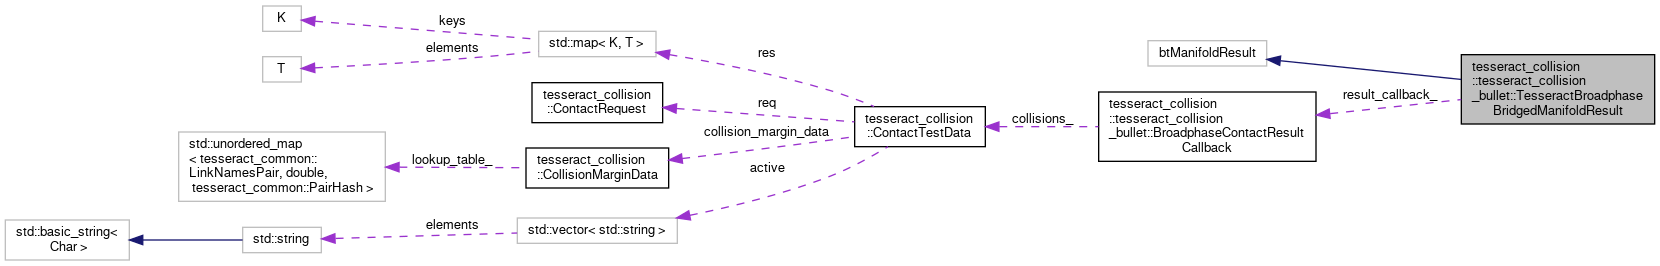 K
keys
T
elements
std::map< K, T >
res
tesseract_collision
::ContactRequest
req
std::unordered_map
< tesseract_common::
LinkNamesPair, double,
tesseract_common::PairHash >
lookup_table_
tesseract_collision
::CollisionMarginData
collision_margin_data
std::basic_string<
Char >
std::string
elements
std::vector< std::string >
active
tesseract_collision
::ContactTestData
collisions_
btManifoldResult
tesseract_collision
::tesseract_collision
_bullet::BroadphaseContactResult
Callback
result_callback_
tesseract_collision
::tesseract_collision
_bullet::TesseractBroadphase
BridgedManifoldResult